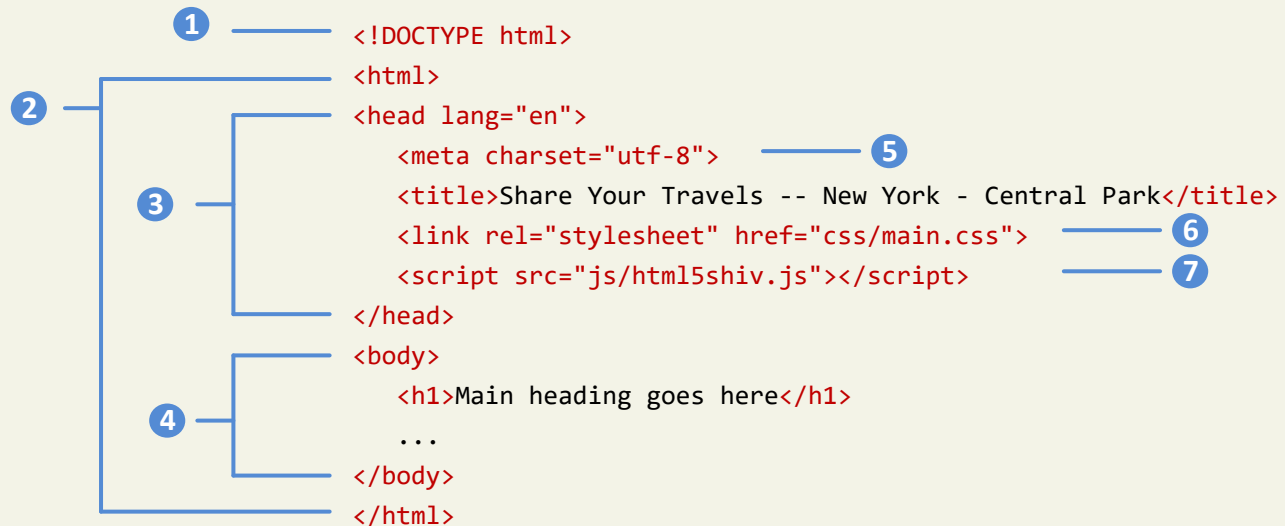 1 <!DOCTYPE html>
<html>
2 <head lang="en">
<meta charset="utf-8"> 5
3 <title>Share Your Travels -- New York - Central Park</title>
<link rel="stylesheet" href="css/main.css"> 6
<script src="js/html5shiv.js"></script> 7
</head>
<body>
<h1>Main heading goes here</h1>
4 ...
</body>
</html>